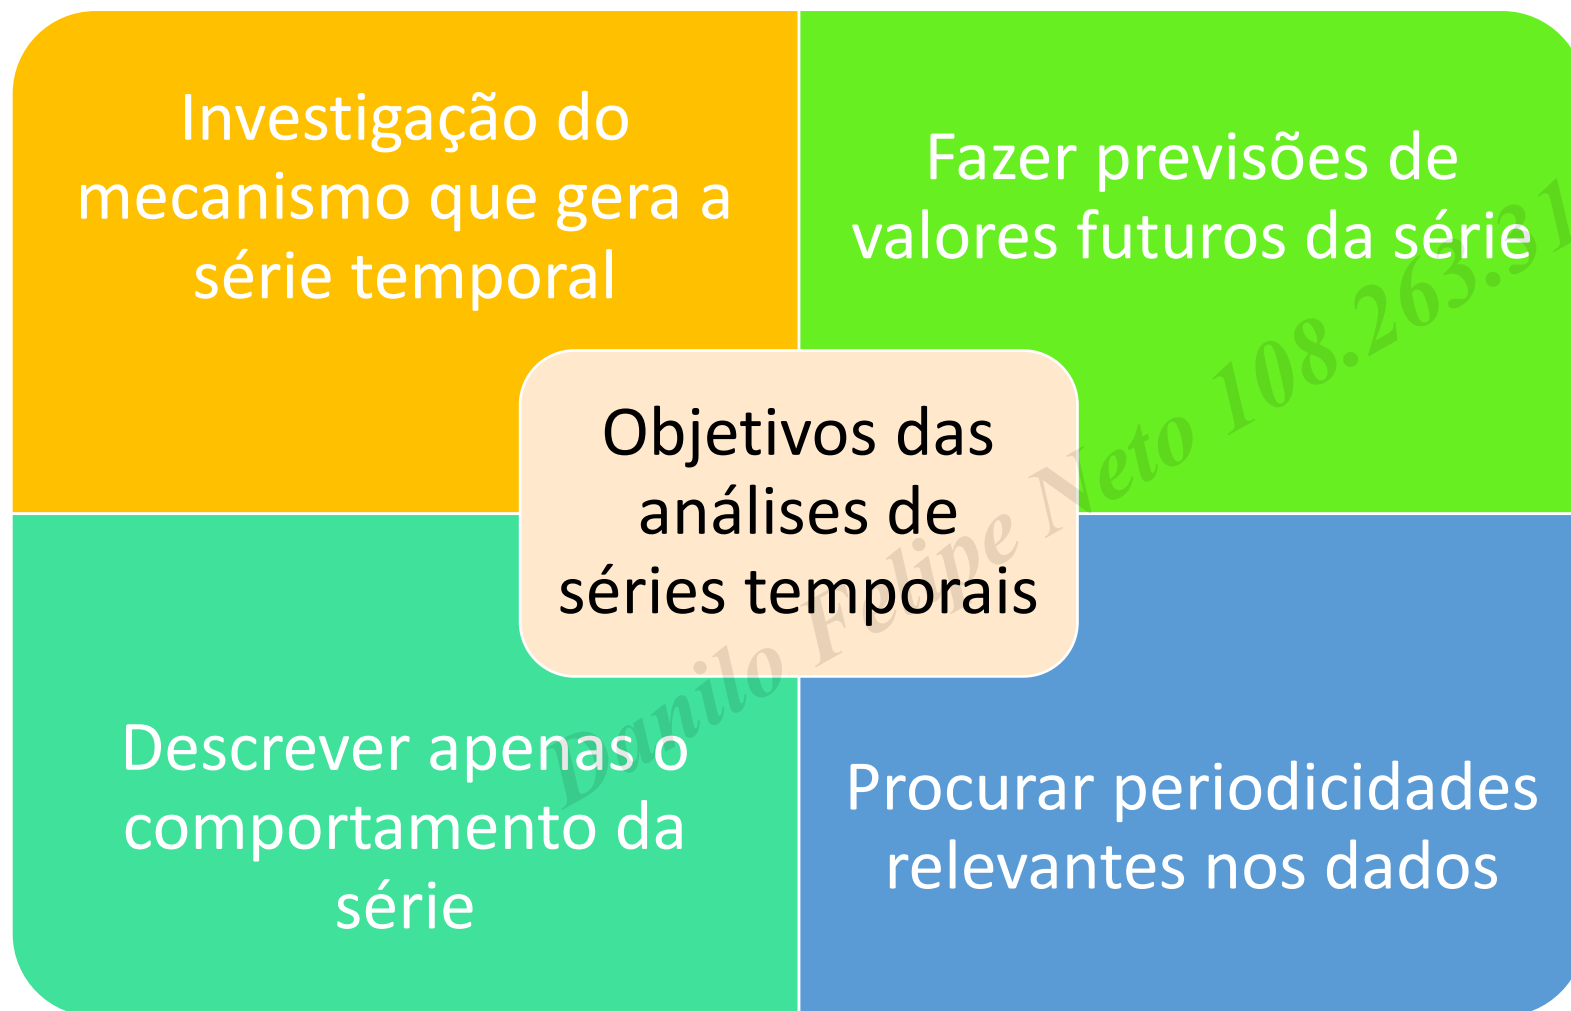 Investigação do
mecanismo que gera a
série temporal
Fazer previsões de
valores futuros da série
Objetivos das
análises de
séries temporais
Descrever apenas o
comportamento da
série
Procurar periodicidades
relevantes nos dados
Danilo Felipe Neto 108.263.31